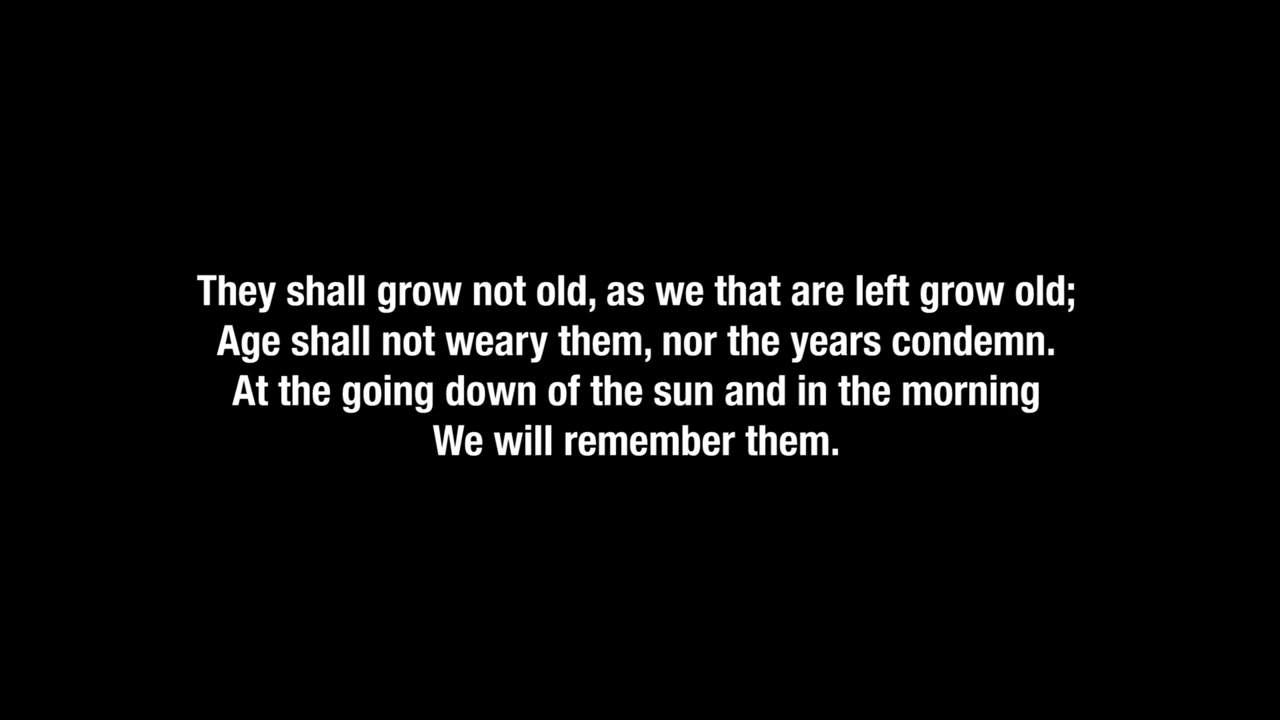 They shall grow not old, as we that are left grow old;
Age shall not weary them, nor the years condemn.
At the going down of the sun and in the morning
We will remember them.